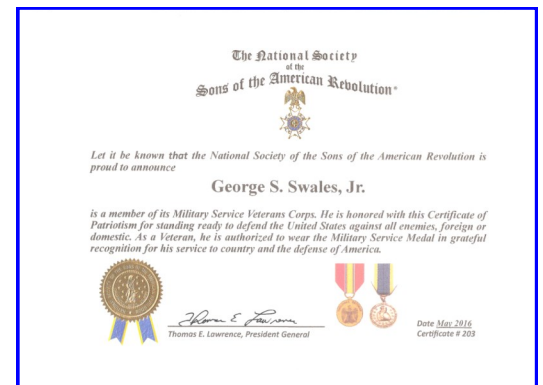 The National Society
of the
Sons of the American Revolution®
Let it be known that the National Society of the Sons of the American Revolution is
proud to announce
George S. Swales, Jr.
is a member of its Military Service Veterans Corps. He is honored with this Certificate of
Patriotism for standing ready to defend the United States against all enemies, foreign or
domestic. As a Veteran, he is authorized to wear the Military Service Medal in grateful
recognition for his service to country and the defense of America.
Thomas E Lawrence
Thomas E. Lawrence, President General
Date May 2016
Certificate # 203